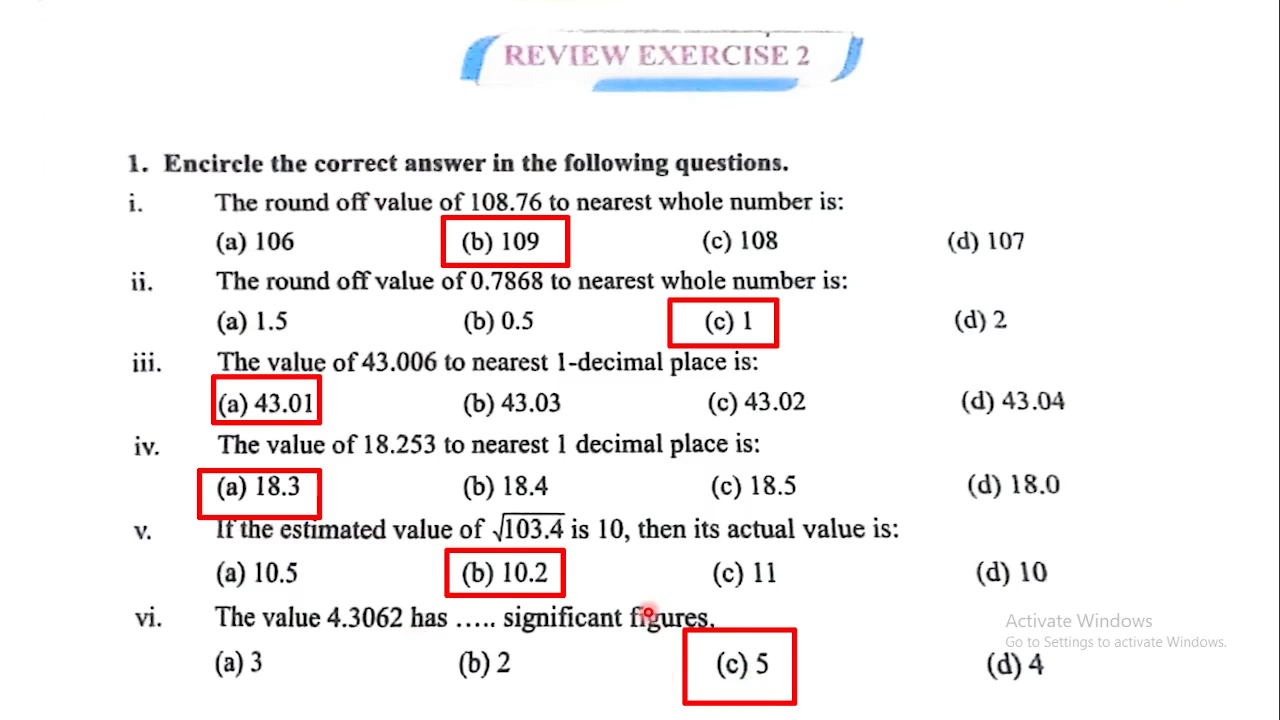 REVIEW EXERCISE 2
1. Encircle the correct answer in the following questions.
i. The round off value of 108.76 to nearest whole number is:
(a) 106 (b) 109 (c) 108 (d) 107
ii. The round off value of 0.7868 to nearest whole number is:
(a) 1.5 (b) 0.5 (c) 1 (d) 2
iii. The value of 43.006 to nearest 1-decimal place is:
(a) 43.01 (b) 43.03 (c) 43.02 (d) 43.04
iv. The value of 18.253 to nearest 1 decimal place is:
(a) 18.3 (b) 18.4 (c) 18.5 (d) 18.0
v. If the estimated value of √103.4 is 10, then its actual value is:
(a) 10.5 (b) 10.2 (c) 11 (d) 10
vi. The value 4.3062 has ..... significant figures.
(a) 3 (b) 2 (c) 5 (d) 4
Activate Windows
Go to Settings to activate Windows.